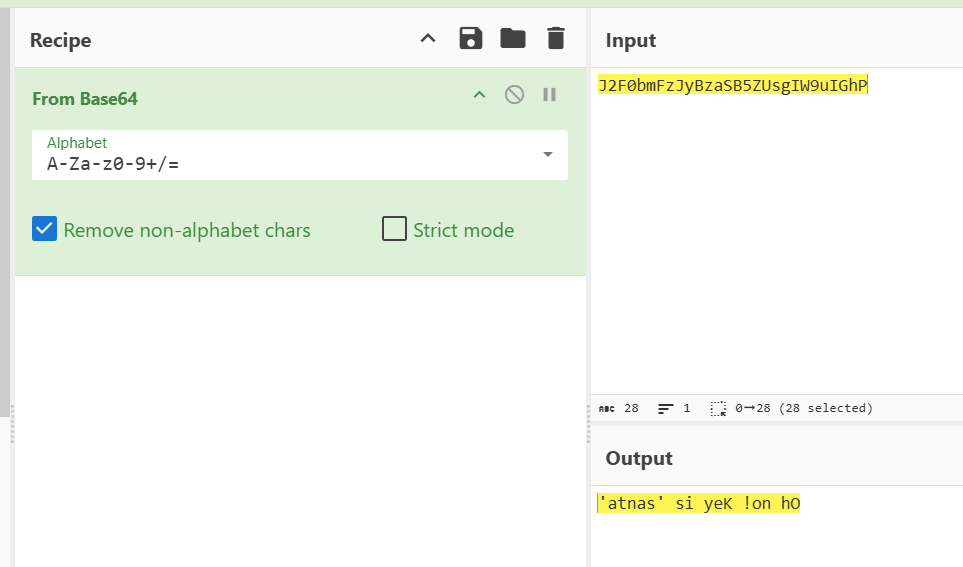 Recipe
From Base64
Alphabet
A-Za-z0-9+/=
Remove non-alphabet chars
Strict mode
Input
J2F0bmFzJyBzaSB5ZUsgIW9uIGhP
ABC 28 1 0→28 (28 selected)
Output
'atnas' si yeK !on hO